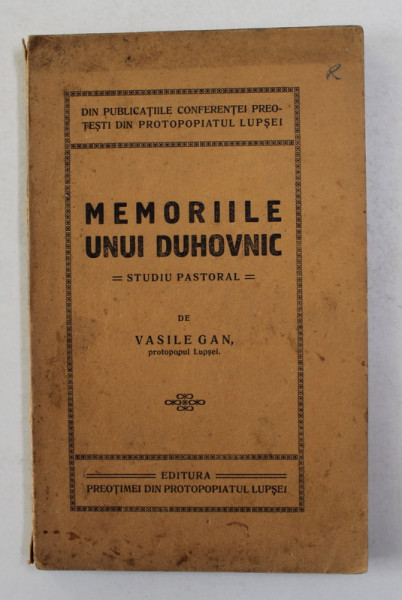 R
DIN PUBLICAȚIILE CONFERENȚEI PREO-
ȚEȘTI DIN PROTOPOPIATUL LUPȘEI
MEMORIILE
UNUI DUHOVNIC
= STUDIU PASTORAL =
DE
VASILE GAN,
protopopul Lupșei.
EDITURA
PREOȚIMEI DIN PROTOPOPIATUL LUPȘEI